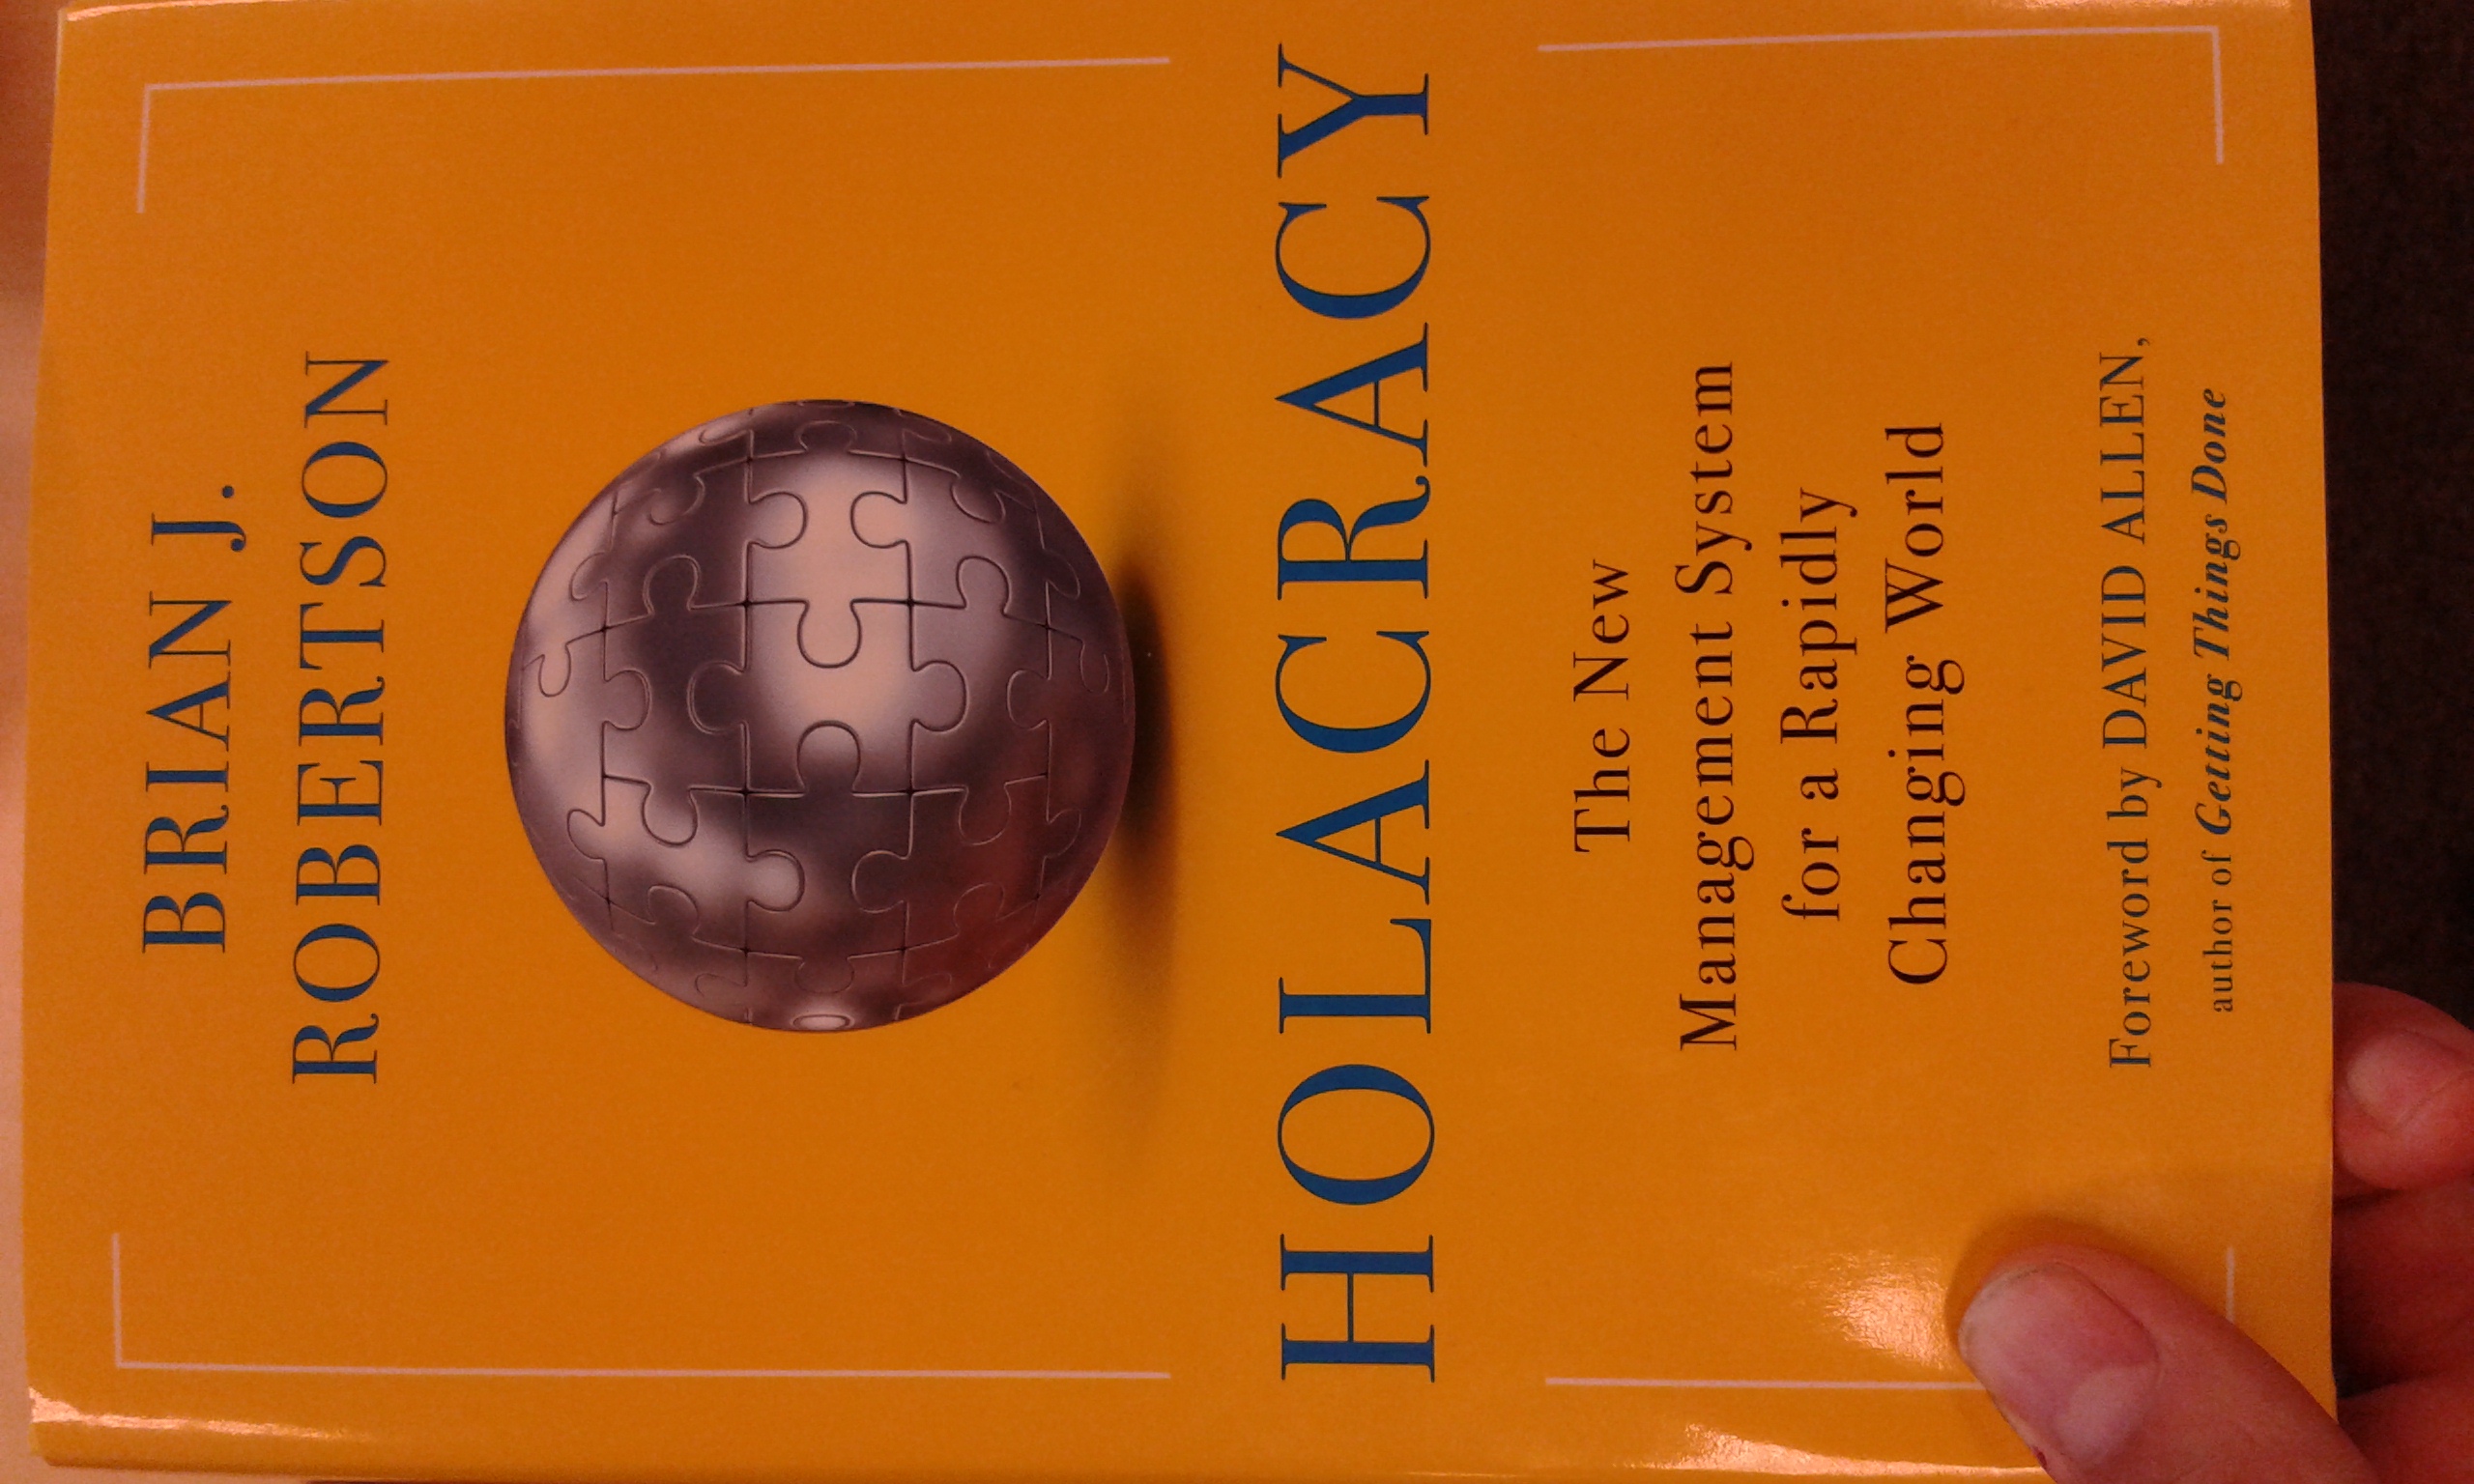 BRIAN J.
ROBERTSON
HOLACRACY
The New
Management System
for a Rapidly
Changing World
Foreword by DAVID ALLEN,
author of Getting Things Done